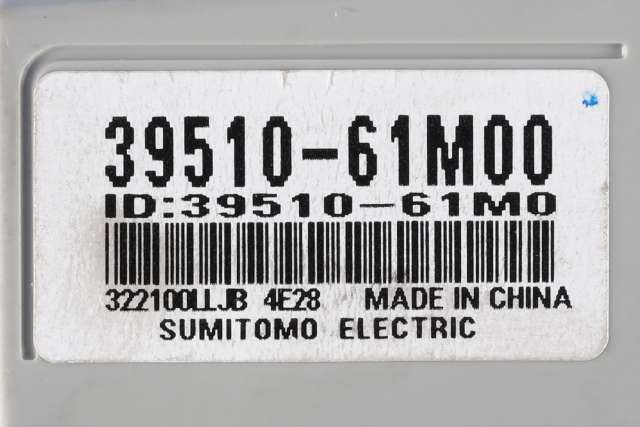 39510-61M00
ID:39510-61M0
322100LLJB 4E28 MADE IN CHINA
SUMITOMO ELECTRIC